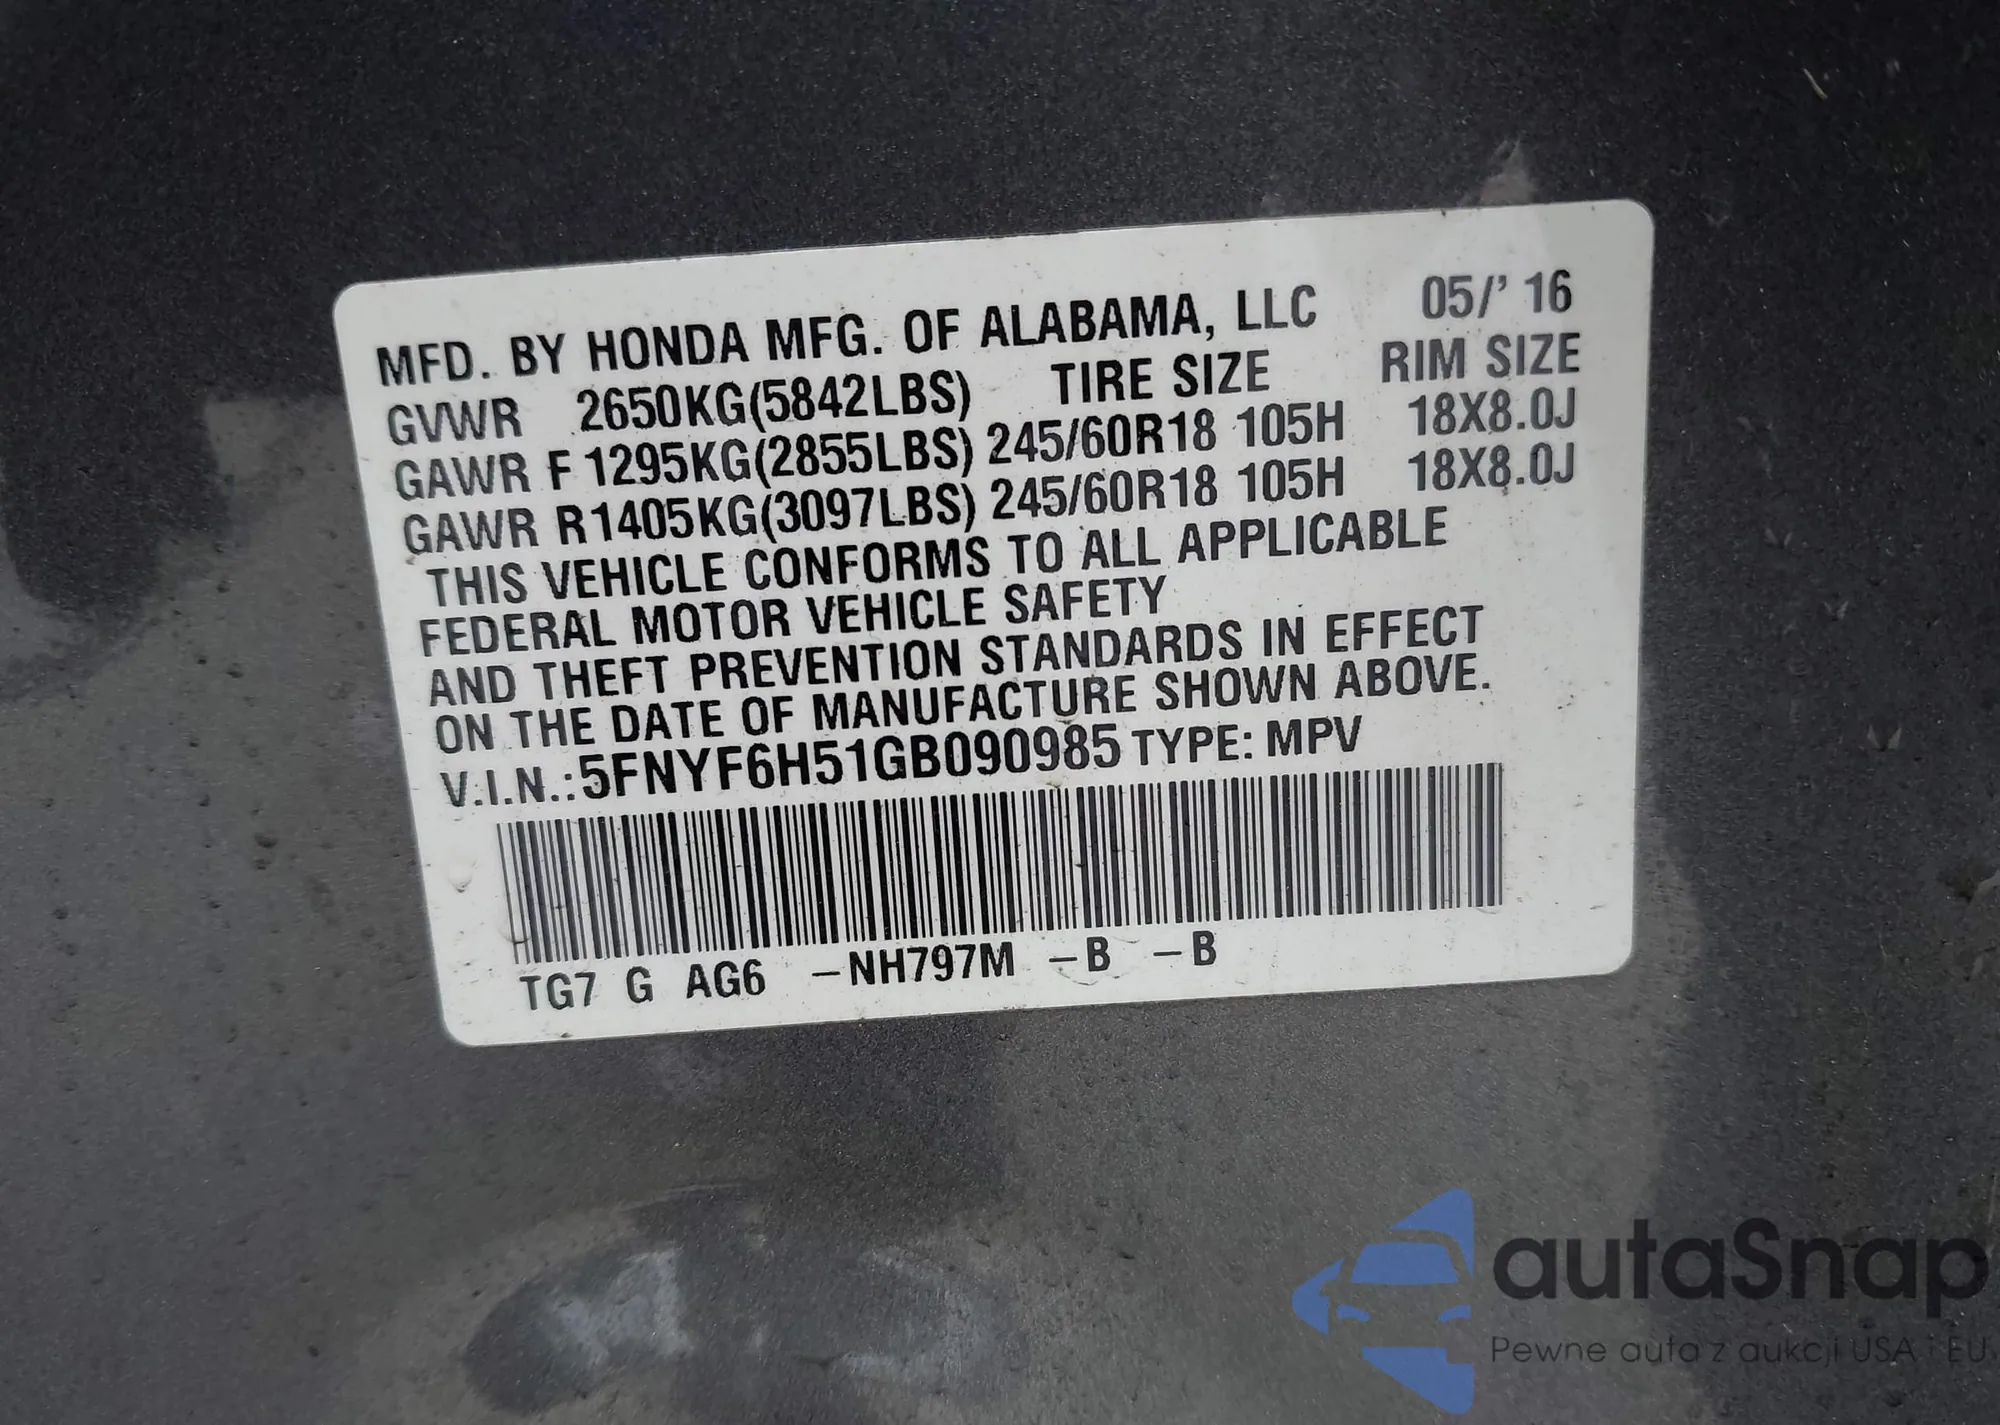 MFD. BY HONDA MFG. OF ALABAMA, LLC 05/' 16
GVWR 2650KG(5842LBS) TIRE SIZE RIM SIZE
GAWR F 1295KG(2855LBS) 245/60R18 105H 18X8.0J
GAWR R1405KG(3097LBS) 245/60R18 105H 18X8.0J
THIS VEHICLE CONFORMS TO ALL APPLICABLE
FEDERAL MOTOR VEHICLE SAFETY
AND THEFT PREVENTION STANDARDS IN EFFECT
ON THE DATE OF MANUFACTURE SHOWN ABOVE.
V.I.N.:5FNYF6H51GB090985 TYPE: MPV
TG7 G AG6 -NH797M -B -B
autaSnap
Pewne auta z aukcji USA i EU